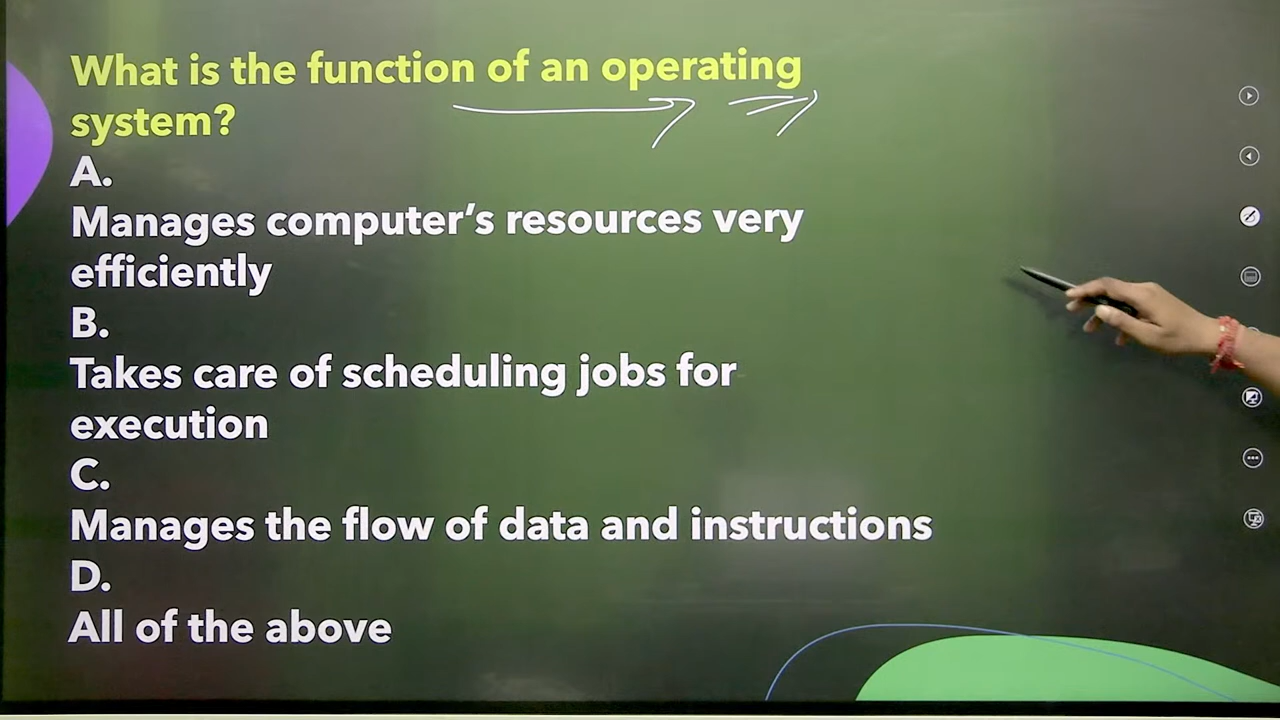 What is the function of an operating
system?
A.
Manages computer’s resources very
efficiently
B.
Takes care of scheduling jobs for
execution
C.
Manages the flow of data and instructions
D.
All of the above